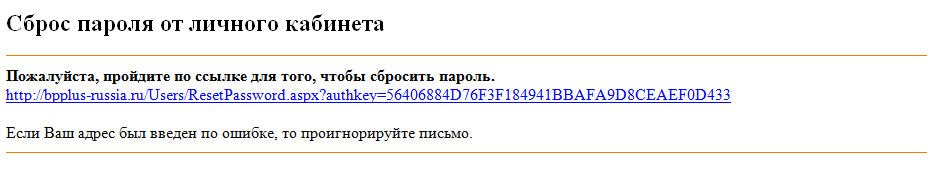 Сброс пароля от личного кабинета
Пожалуйста, пройдите по ссылке для того, чтобы сбросить пароль.
http://bpplus-russia.ru/Users/ResetPassword.aspx?authkey=56406884D76F3F184941BBAFA9D8CEAEF0D433
Если Ваш адрес был введен по ошибке, то проигнорируйте письмо.